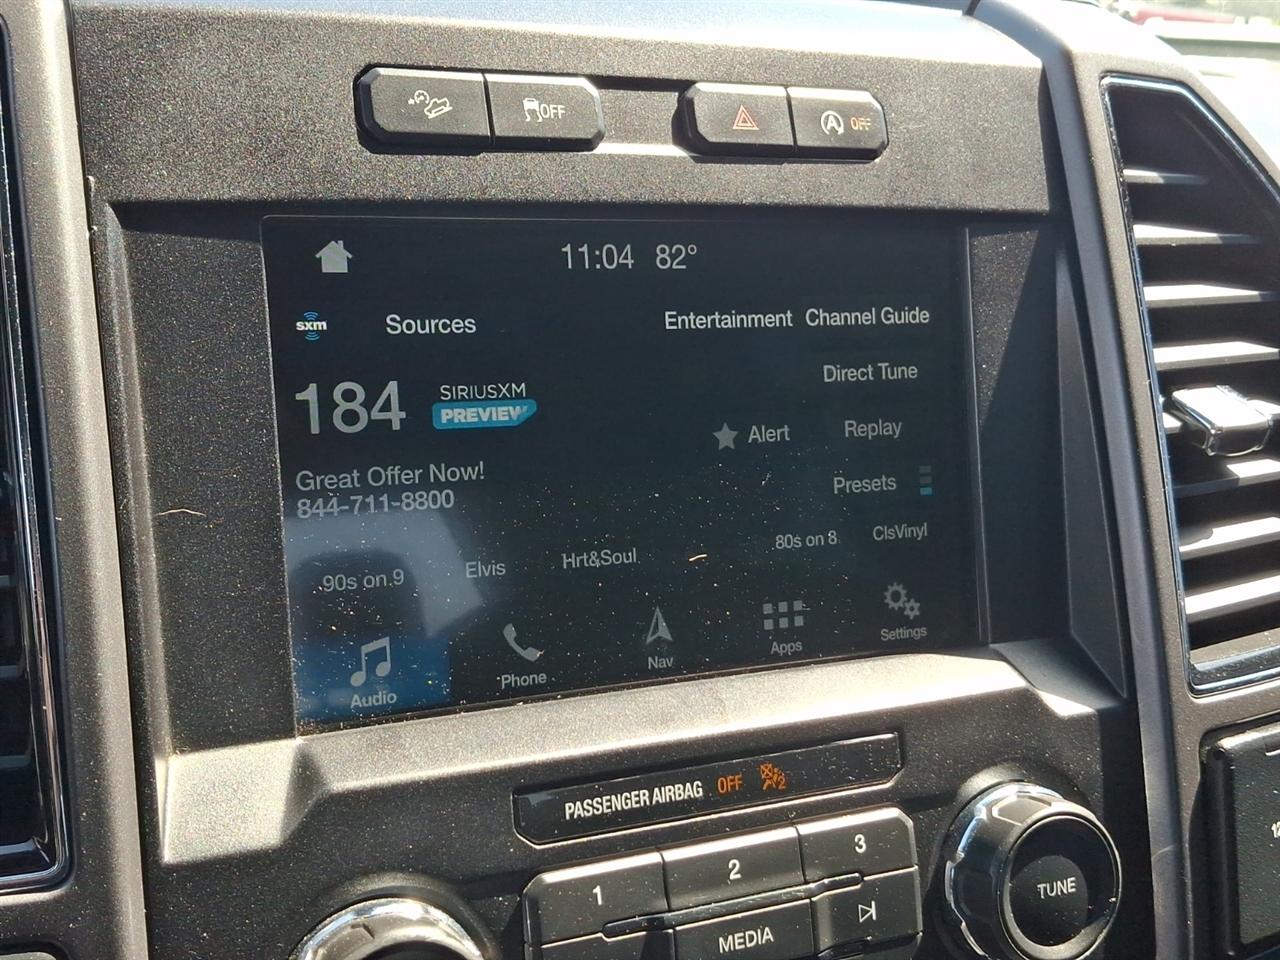 OFF
A OFF
11:04 82°
sxm Sources Entertainment Channel Guide
184 SIRIUSXM PREVIEW
Direct Tune
Alert Replay
Great Offer Now!
844-711-8800
Presets
90s on 9 Elvis Hrt&Soul 80s on 8 ClsVinyl
Audio Phone Nav Apps Settings
PASSENGER AIRBAG OFF 2
1 2 3
MEDIA
TUNE